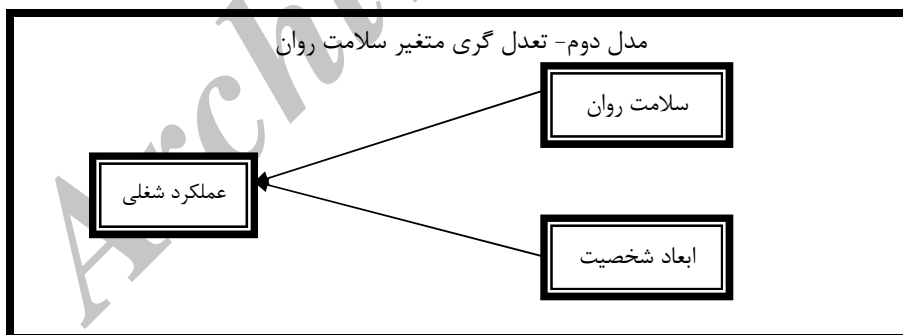 مدل دوم- تعدل گری متغیر سلامت روان
سلامت روان
عملکرد شغلی
ابعاد شخصیت